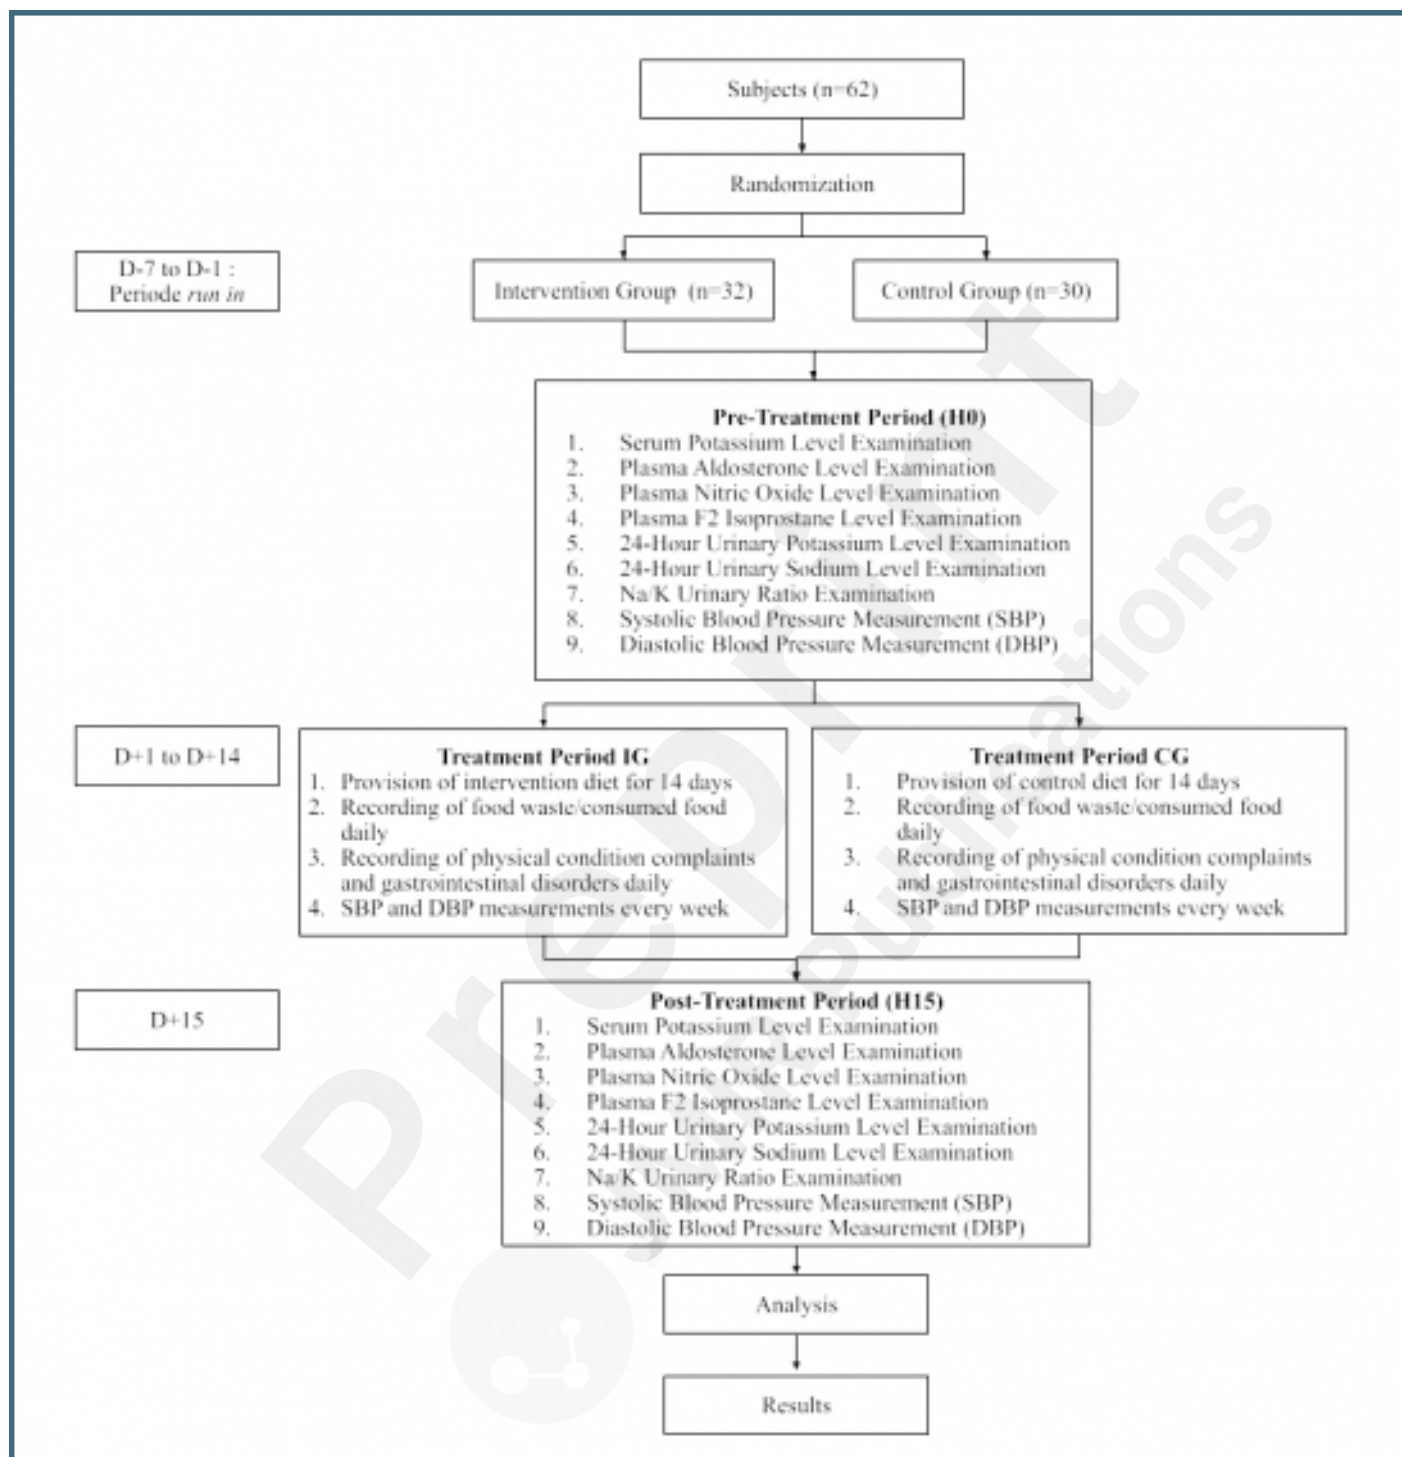 Subjects (n=62)
Randomization
D-7 to D-1 :
Periode run in
Intervention Group (n=32)
Control Group (n=30)
Pre-Treatment Period (H0)
1. Serum Potassium Level Examination
2. Plasma Aldosterone Level Examination
3. Plasma Nitric Oxide Level Examination
4. Plasma F2 Isoprostane Level Examination
5. 24-Hour Urinary Potassium Level Examination
6. 24-Hour Urinary Sodium Level Examination
7. Na/K Urinary Ratio Examination
8. Systolic Blood Pressure Measurement (SBP)
9. Diastolic Blood Pressure Measurement (DBP)
D+1 to D+14
Treatment Period IG
1. Provision of intervention diet for 14 days
2. Recording of food waste/consumed food
daily
3. Recording of physical condition complaints
and gastrointestinal disorders daily
4. SBP and DBP measurements every week
Treatment Period CG
1. Provision of control diet for 14 days
2. Recording of food waste/consumed food
daily
3. Recording of physical condition complaints
and gastrointestinal disorders daily
4. SBP and DBP measurements every week
D+15
Post-Treatment Period (H15)
1. Serum Potassium Level Examination
2. Plasma Aldosterone Level Examination
3. Plasma Nitric Oxide Level Examination
4. Plasma F2 Isoprostane Level Examination
5. 24-Hour Urinary Potassium Level Examination
6. 24-Hour Urinary Sodium Level Examination
7. Na/K Urinary Ratio Examination
8. Systolic Blood Pressure Measurement (SBP)
9. Diastolic Blood Pressure Measurement (DBP)
Analysis
Results
Preprint
JMIR Publications